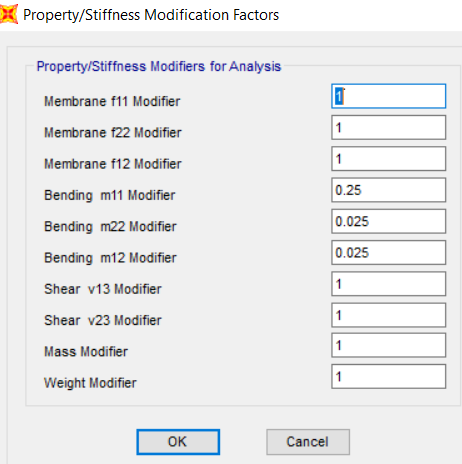 Property/Stiffness Modification Factors
Property/Stiffness Modifiers for Analysis
Membrane f11 Modifier 1
Membrane f22 Modifier 1
Membrane f12 Modifier 1
Bending m11 Modifier 0.25
Bending m22 Modifier 0.025
Bending m12 Modifier 0.025
Shear v13 Modifier 1
Shear v23 Modifier 1
Mass Modifier 1
Weight Modifier 1
OK Cancel